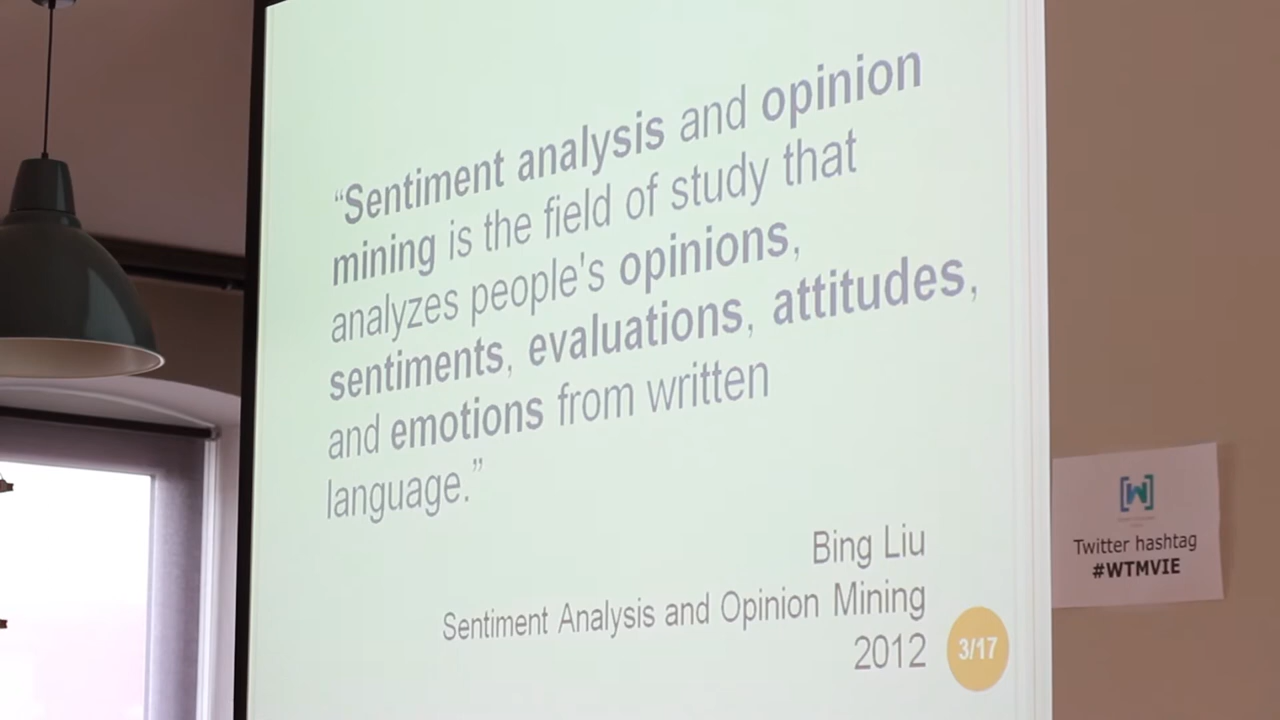 “Sentiment analysis and opinion
mining is the field of study that
analyzes people's opinions,
sentiments, evaluations, attitudes,
and emotions from written
language.”
Bing Liu
Sentiment Analysis and Opinion Mining
2012
3/17
Twitter hashtag
#WTMVIE